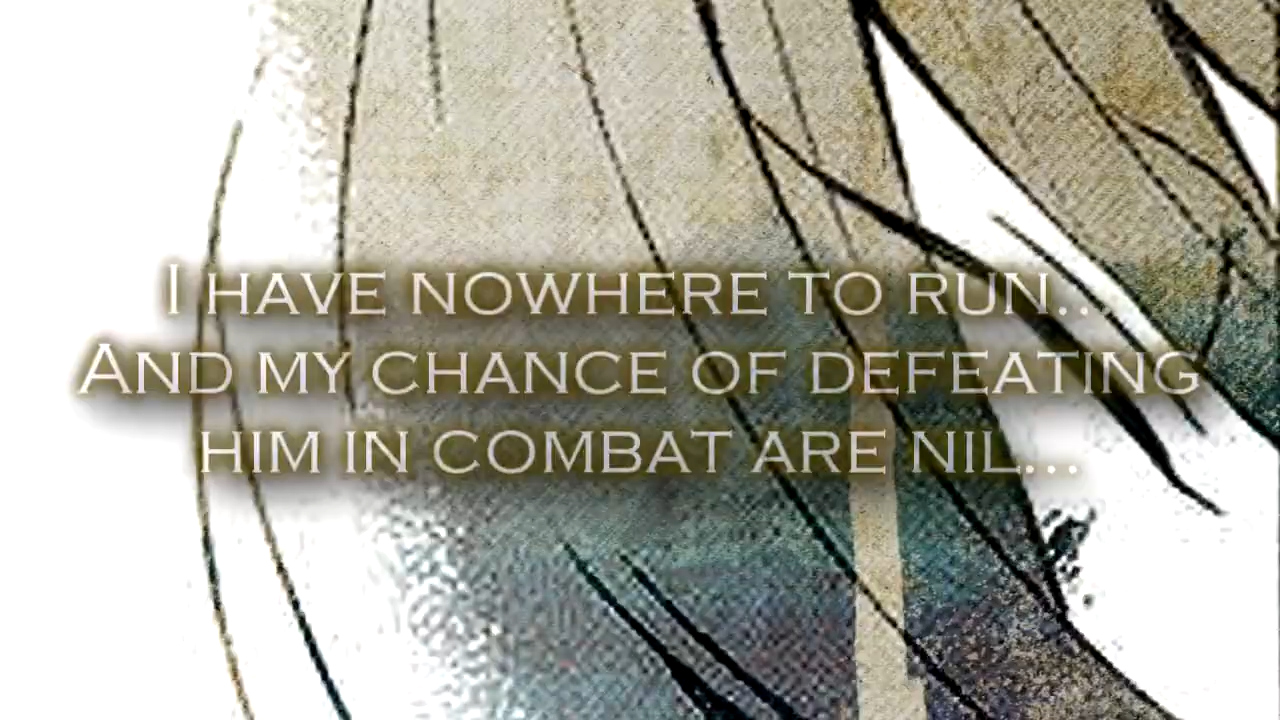 I HAVE NOWHERE TO RUN...
AND MY CHANCE OF DEFEATING
HIM IN COMBAT ARE NIL...